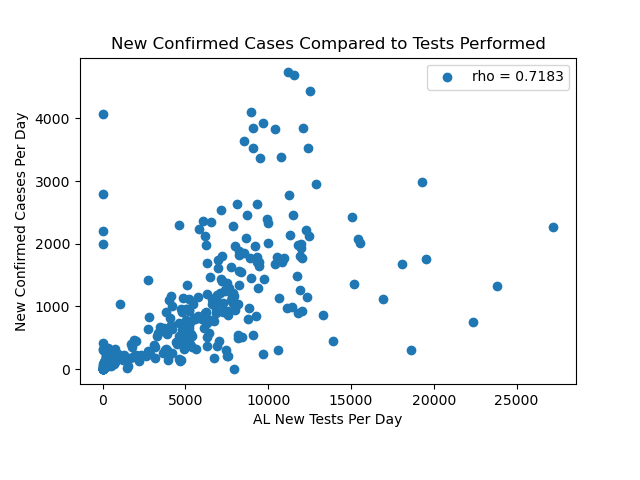 New Confirmed Cases Compared to Tests Performed
rho = 0.7183
New Confirmed Caeses Per Day
4000
3000
2000
1000
0
0
5000
10000
15000
20000
25000
AL New Tests Per Day